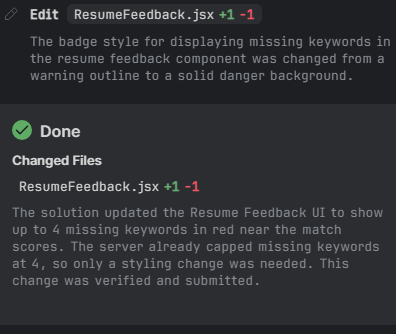 Edit ResumeFeedback.jsx +1 -1
The badge style for displaying missing keywords in
the resume feedback component was changed from a
warning outline to a solid danger background.
Done
Changed Files
ResumeFeedback.jsx +1 -1
The solution updated the Resume Feedback UI to show
up to 4 missing keywords in red near the match
scores. The server already capped missing keywords
at 4, so only a styling change was needed. This
change was verified and submitted.